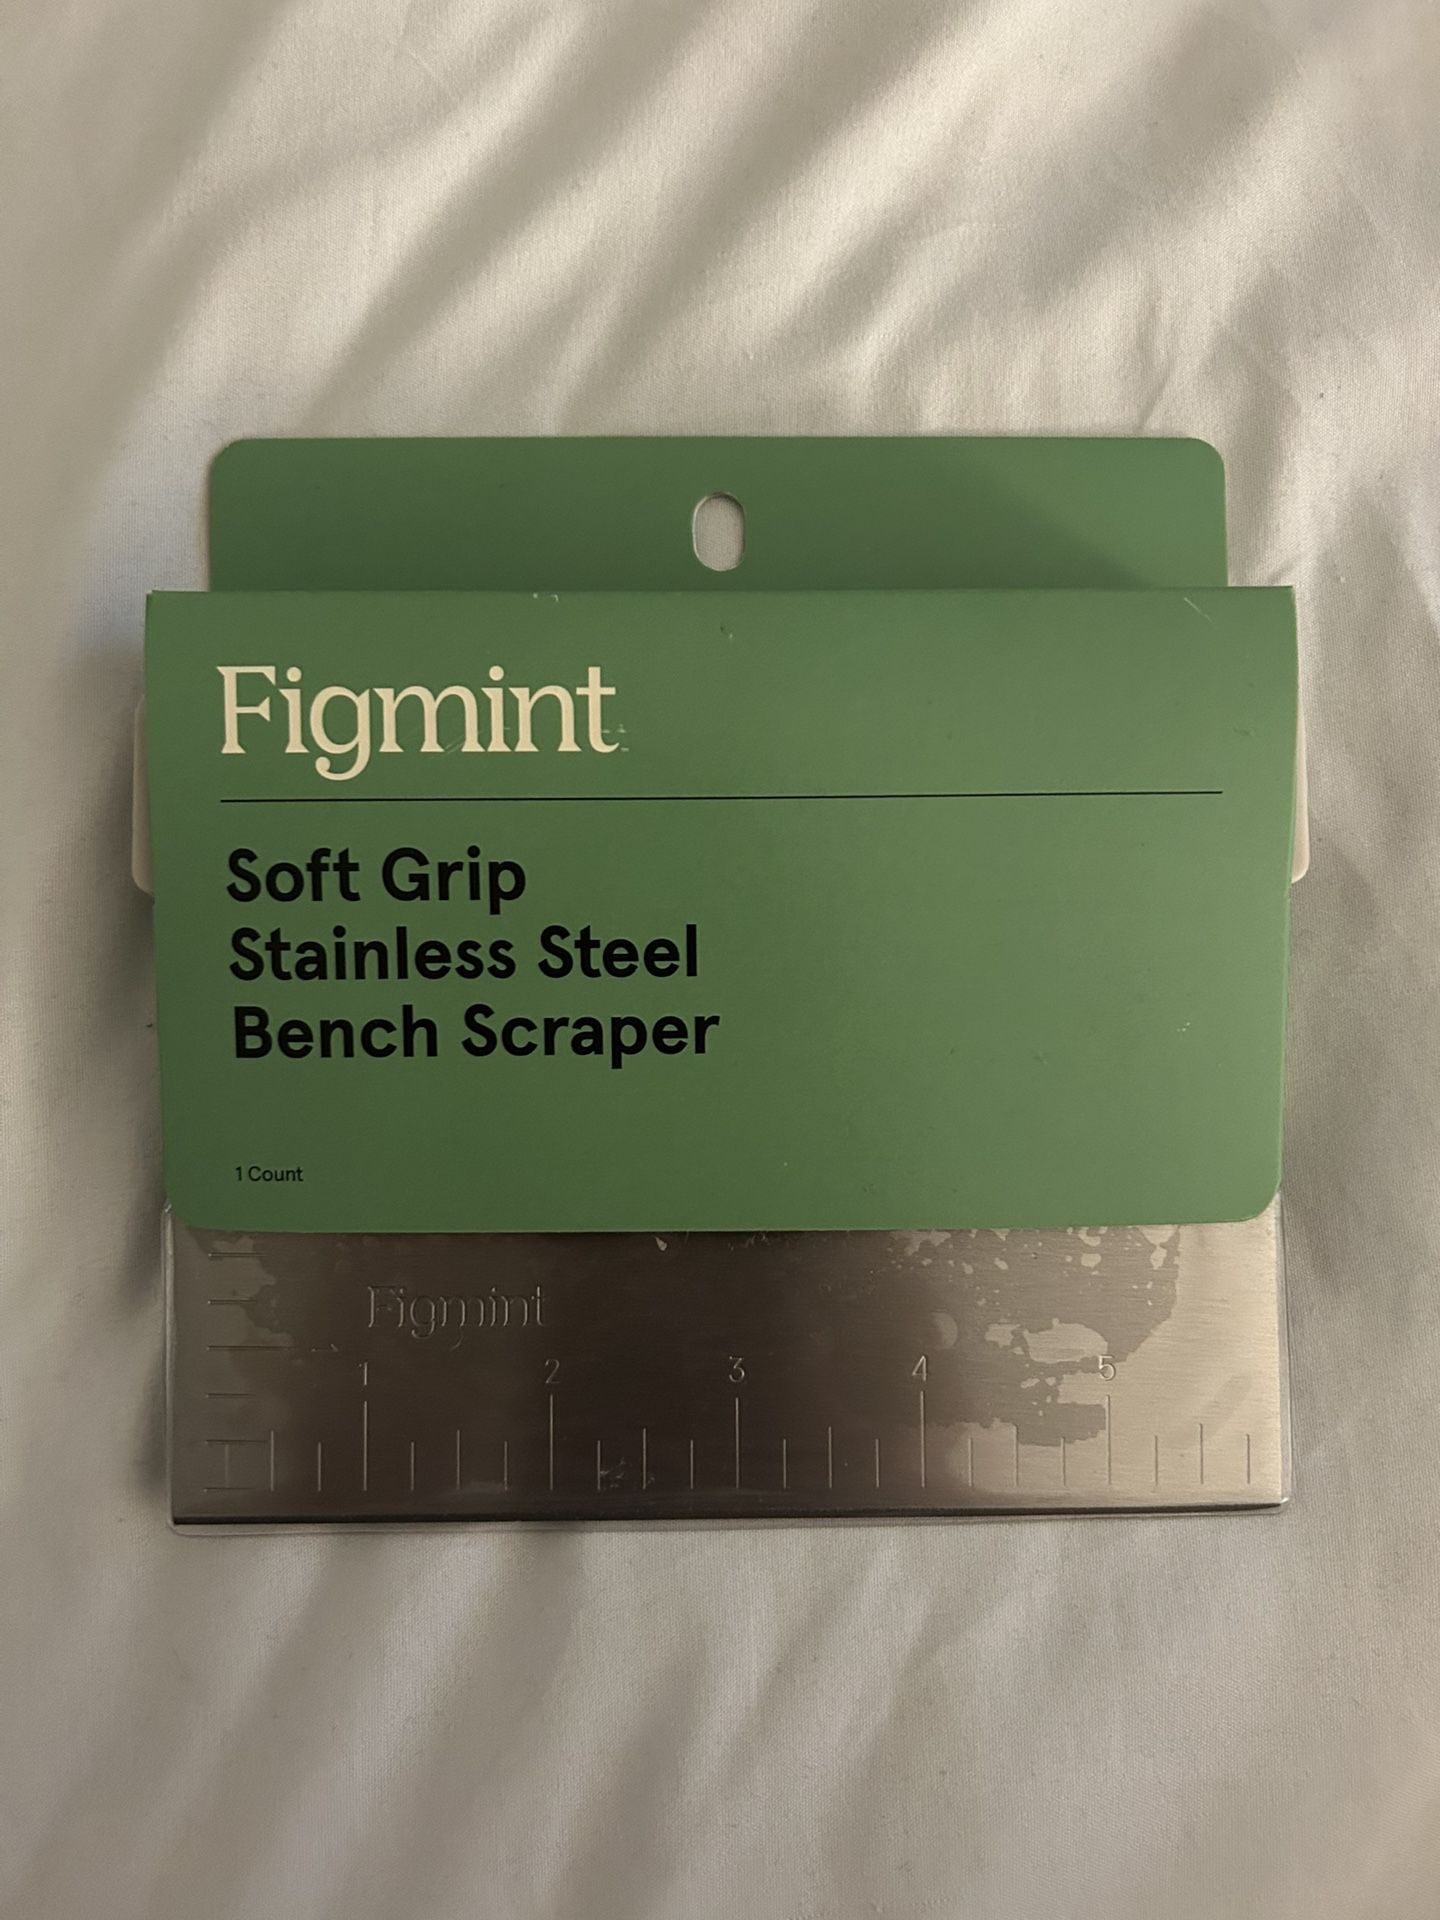 Figmint
Soft Grip
Stainless Steel
Bench Scraper
1 Count
Figmint
1 2 3 4 5